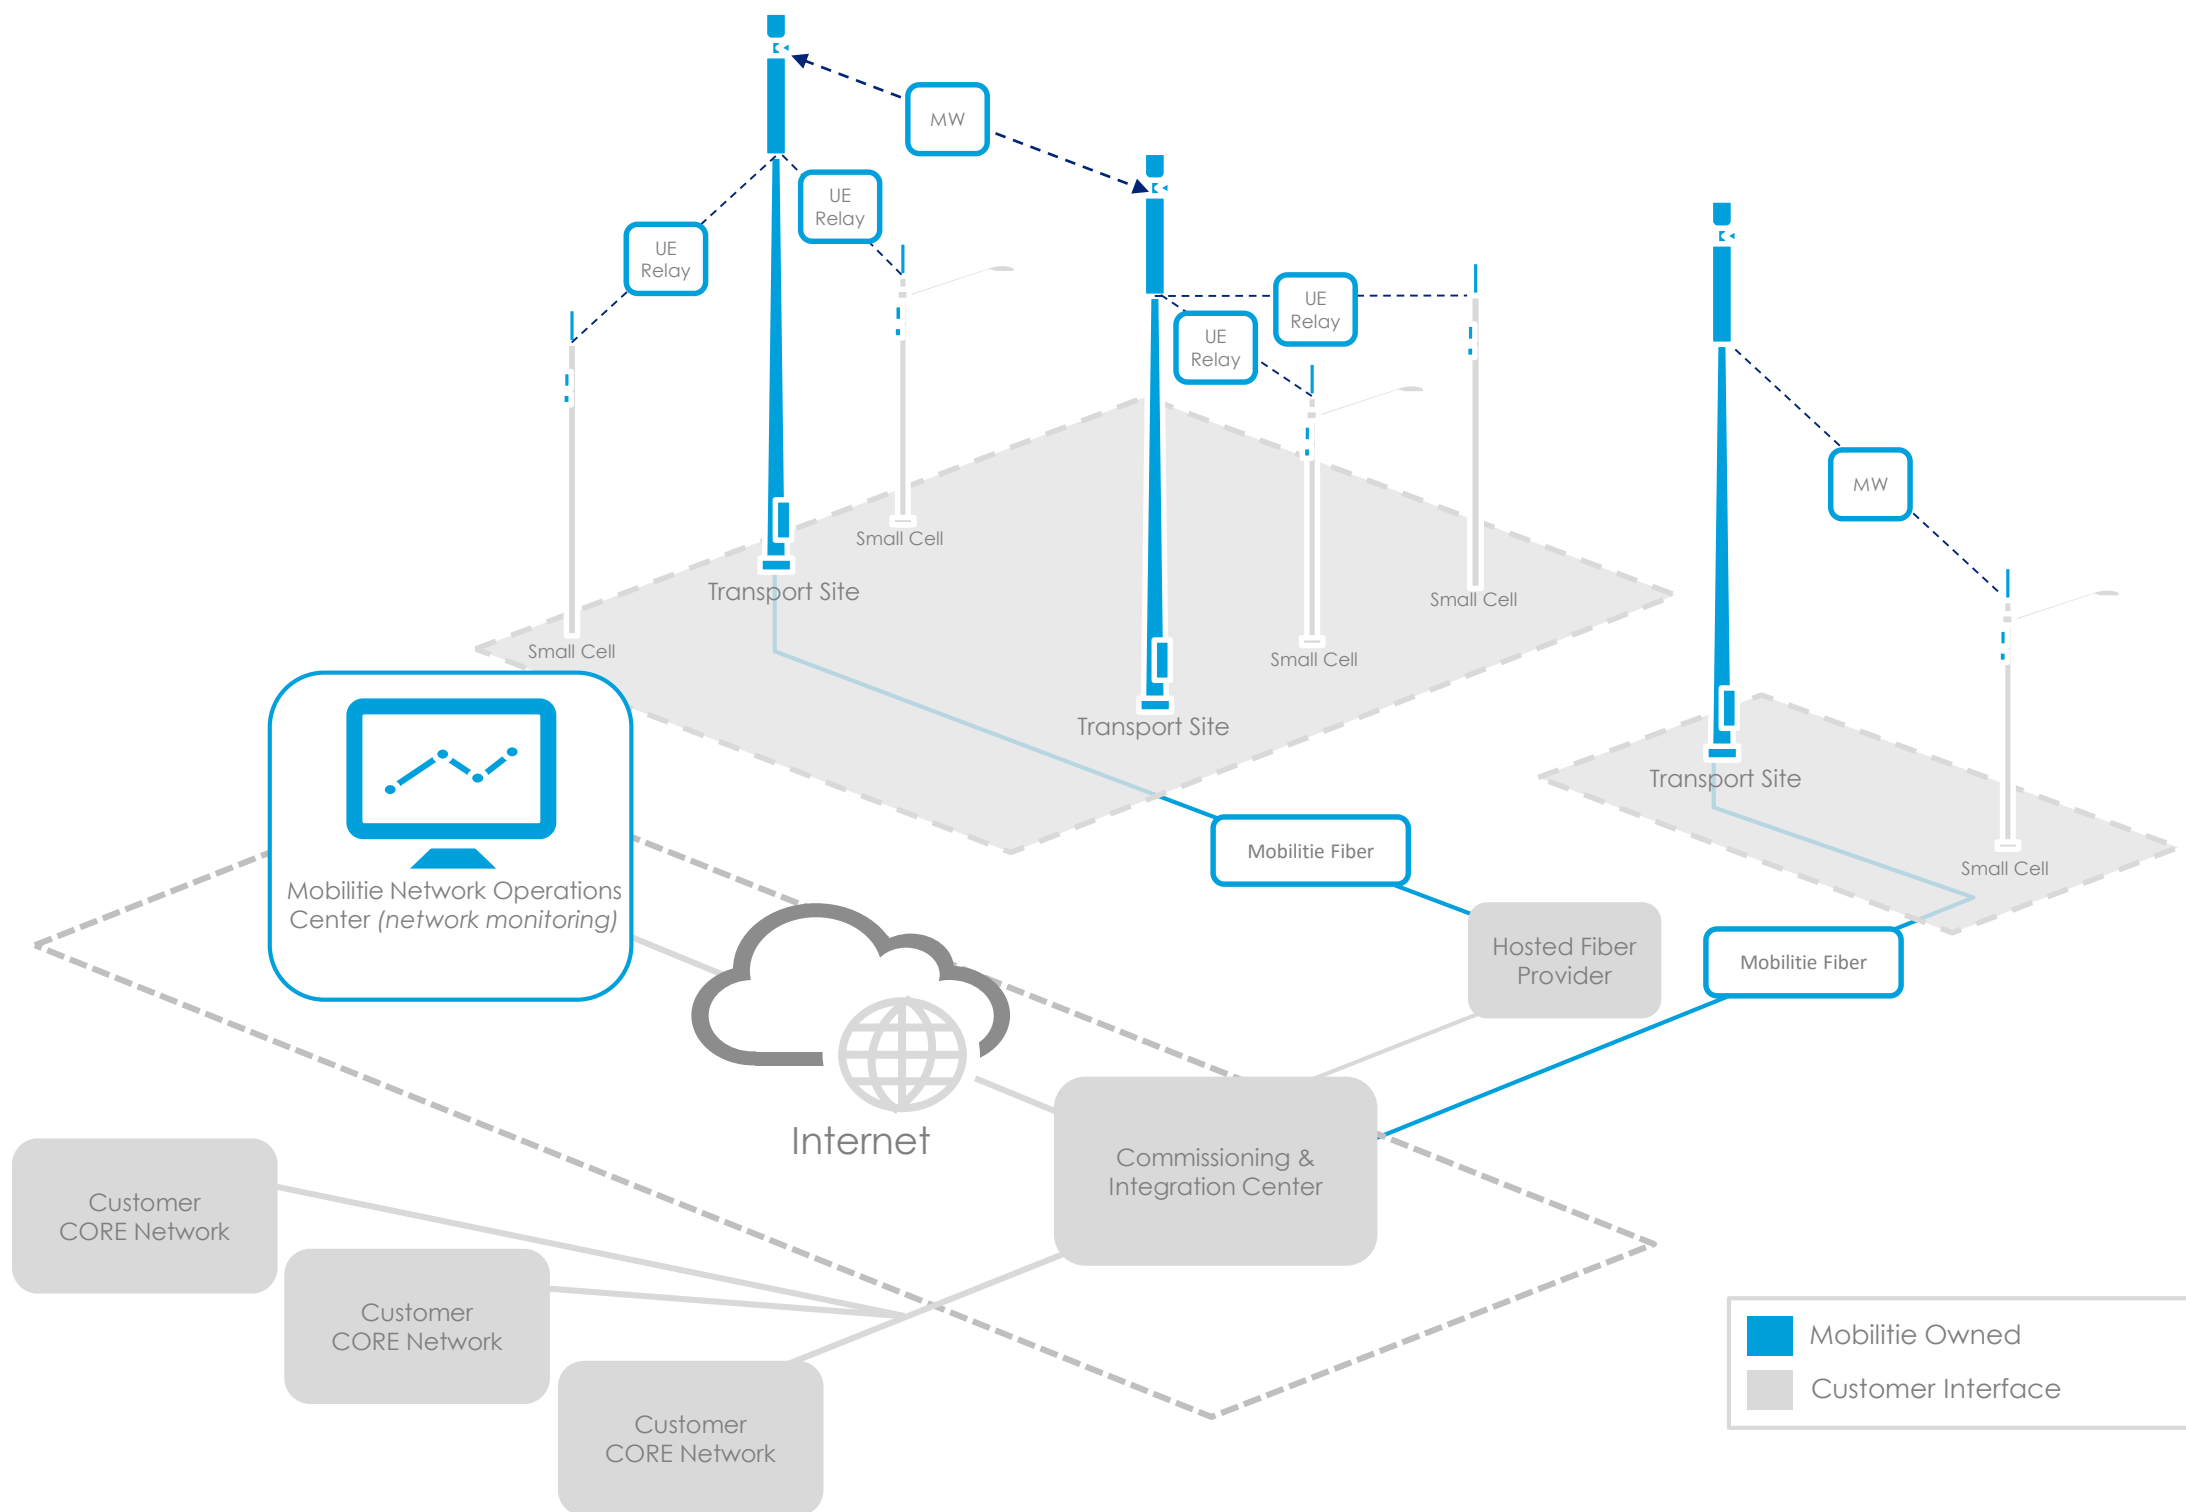 MW
UE
Relay
UE
Relay
UE
Relay
UE
Relay
MW
Small Cell
Transport Site
Small Cell
Small Cell
Small Cell
Transport Site
Transport Site
Small Cell
Mobilitie Fiber
Mobilitie Network Operations
Center (network monitoring)
Hosted Fiber
Provider
Mobilitie Fiber
Internet
Commissioning &
Integration Center
Customer
CORE Network
Customer
CORE Network
Customer
CORE Network
Mobilitie Owned
Customer Interface